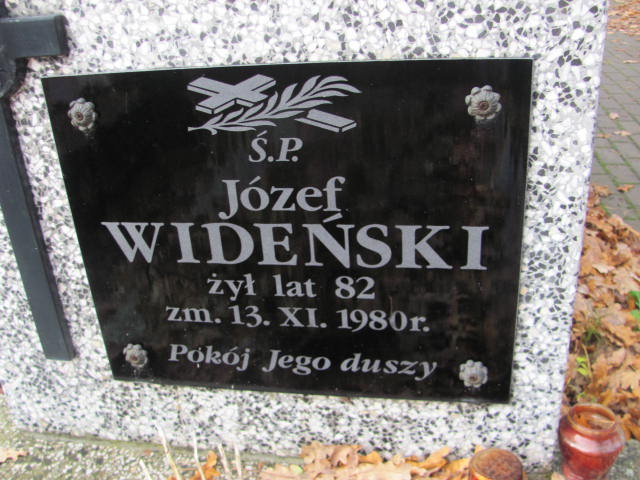 Ś.P.
Józef
WIDEŃSKI
żył lat 82
zm. 13. XI. 1980r.
Pokój Jego duszy